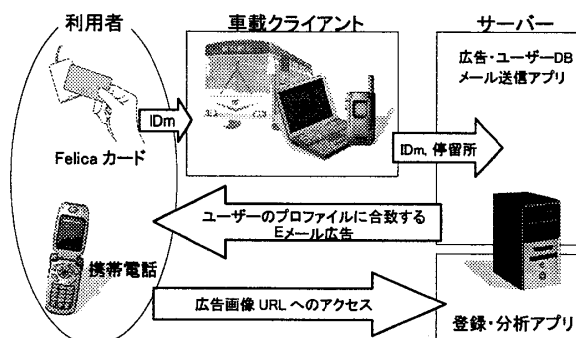 利用者
車載クライアント
サーバー
広告・ユーザーDB
メール送信アプリ
IDm
Felica カード
IDm, 停留所
ユーザーのプロファイルに合致する
Eメール広告
携帯電話
広告画像 URL へのアクセス
登録・分析アプリ